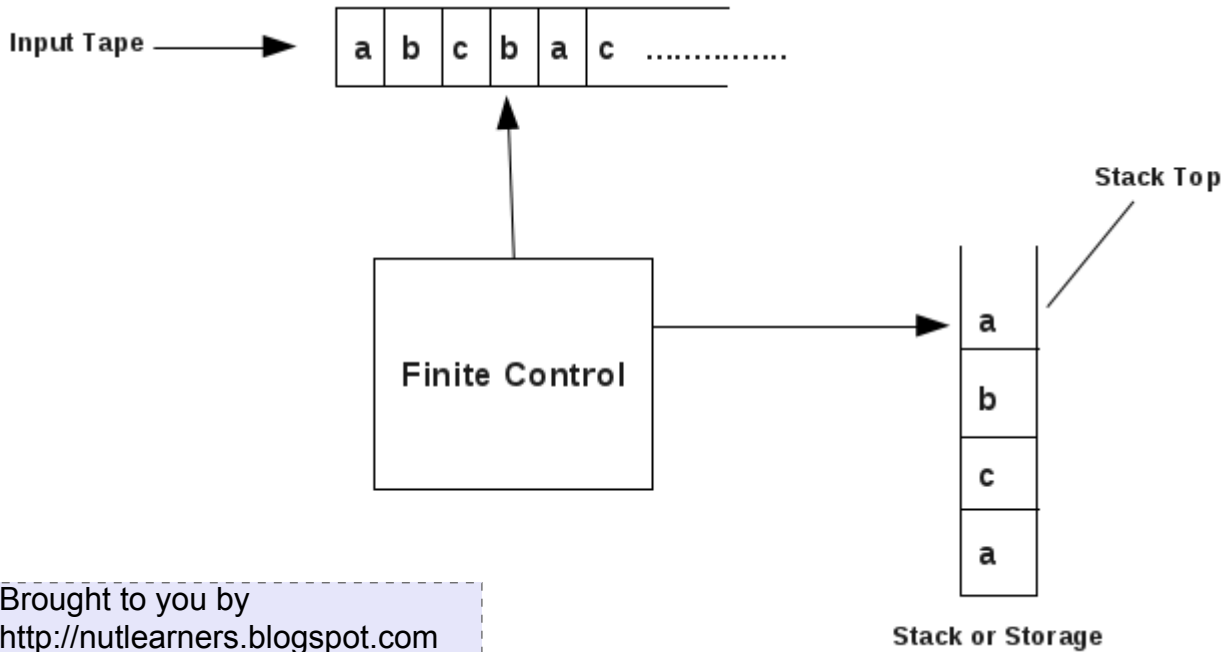 Input Tape
a b c b a c ................
Stack Top
Finite Control
a
b
c
a
Stack or Storage
Brought to you by
http://nutlearners.blogspot.com